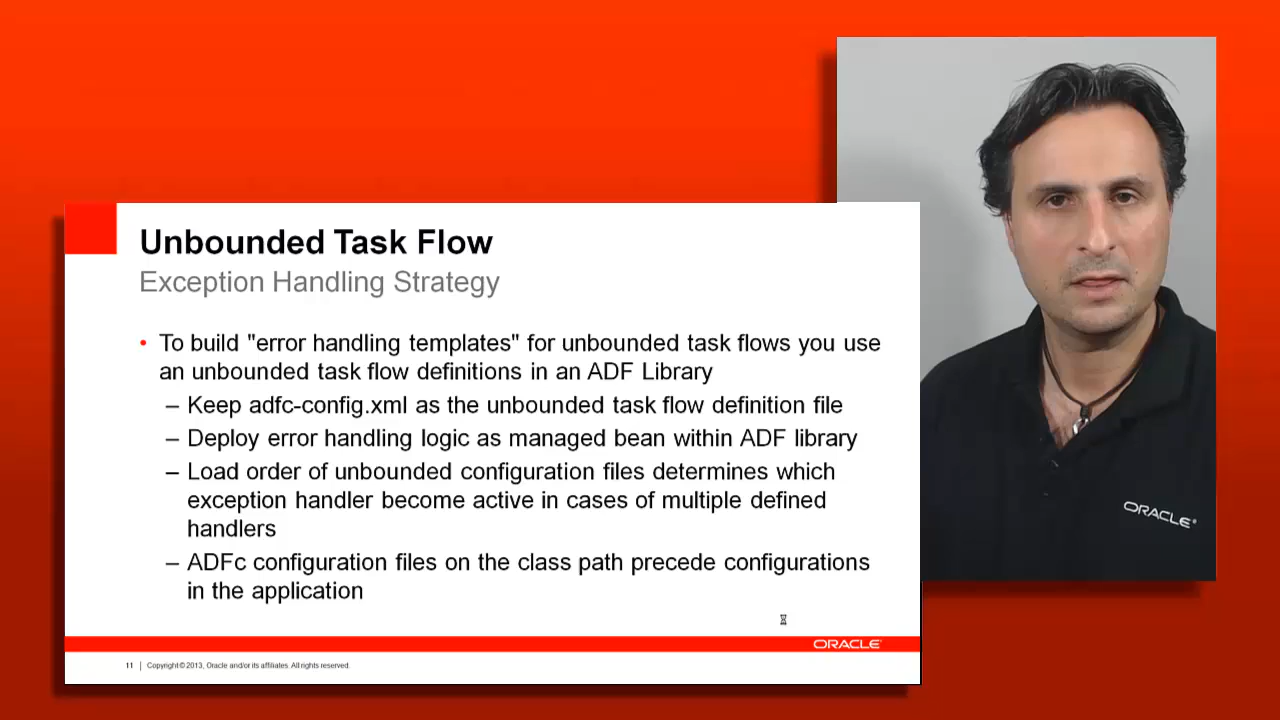 Unbounded Task Flow
Exception Handling Strategy
• To build "error handling templates" for unbounded task flows you use
an unbounded task flow definitions in an ADF Library
– Keep adfc-config.xml as the unbounded task flow definition file
– Deploy error handling logic as managed bean within ADF library
– Load order of unbounded configuration files determines which
exception handler become active in cases of multiple defined
handlers
– ADFc configuration files on the class path precede configurations
in the application
ORACLE
11 | Copyright © 2013, Oracle and/or its affiliates. All rights reserved.
ORACLE